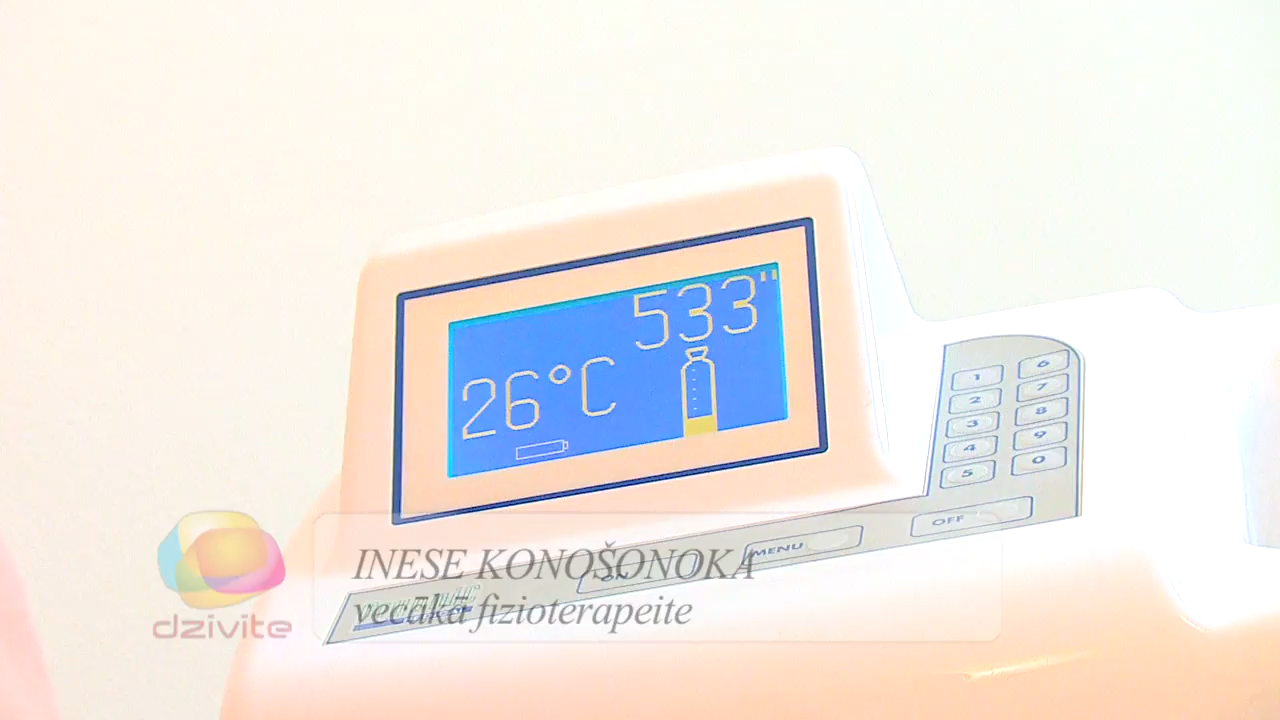 533"
26°C
1 6
2 7
3 8
4 9
5 0
OFF
MENU
ON
INESE KONOŠONOKA
vecākā fizioterapeite
dzivite